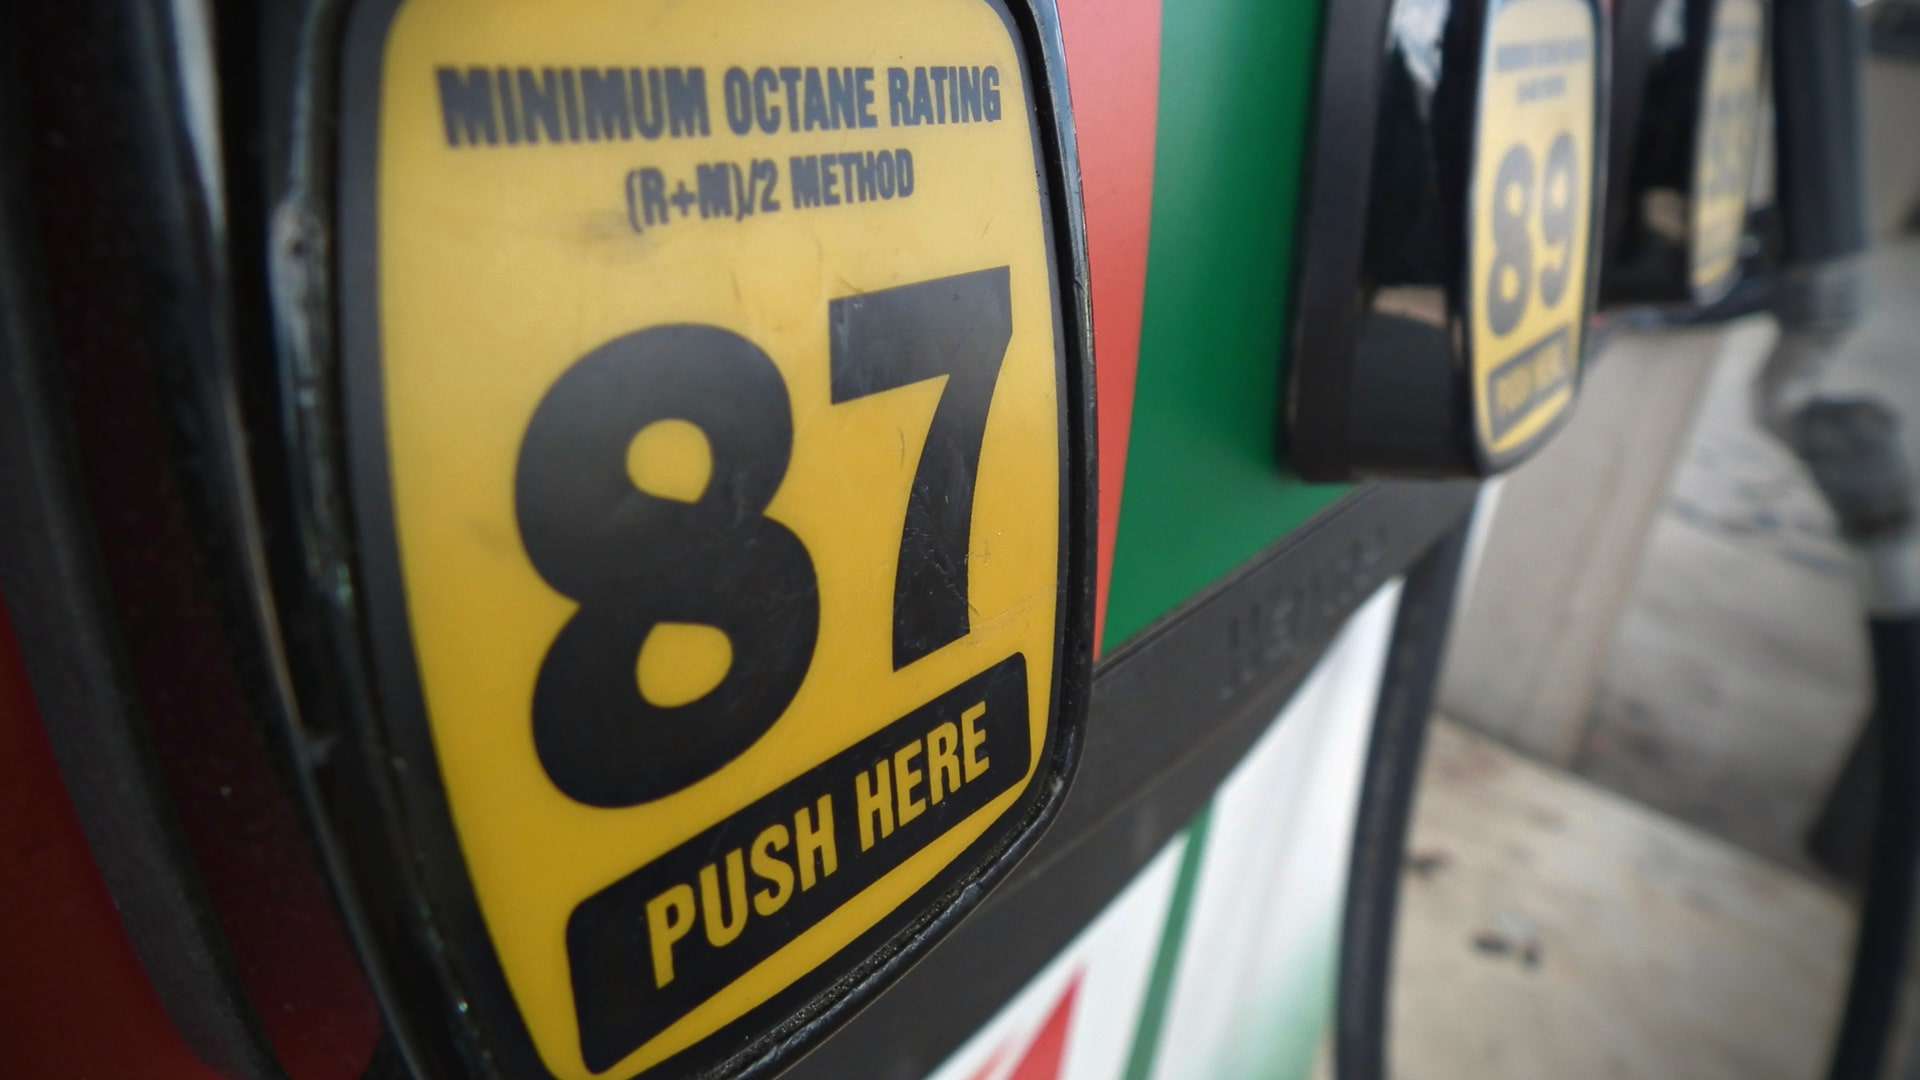 MINIMUM OCTANE RATING
(R+M)/2 METHOD
87
PUSH HERE
89
PUSH HERE